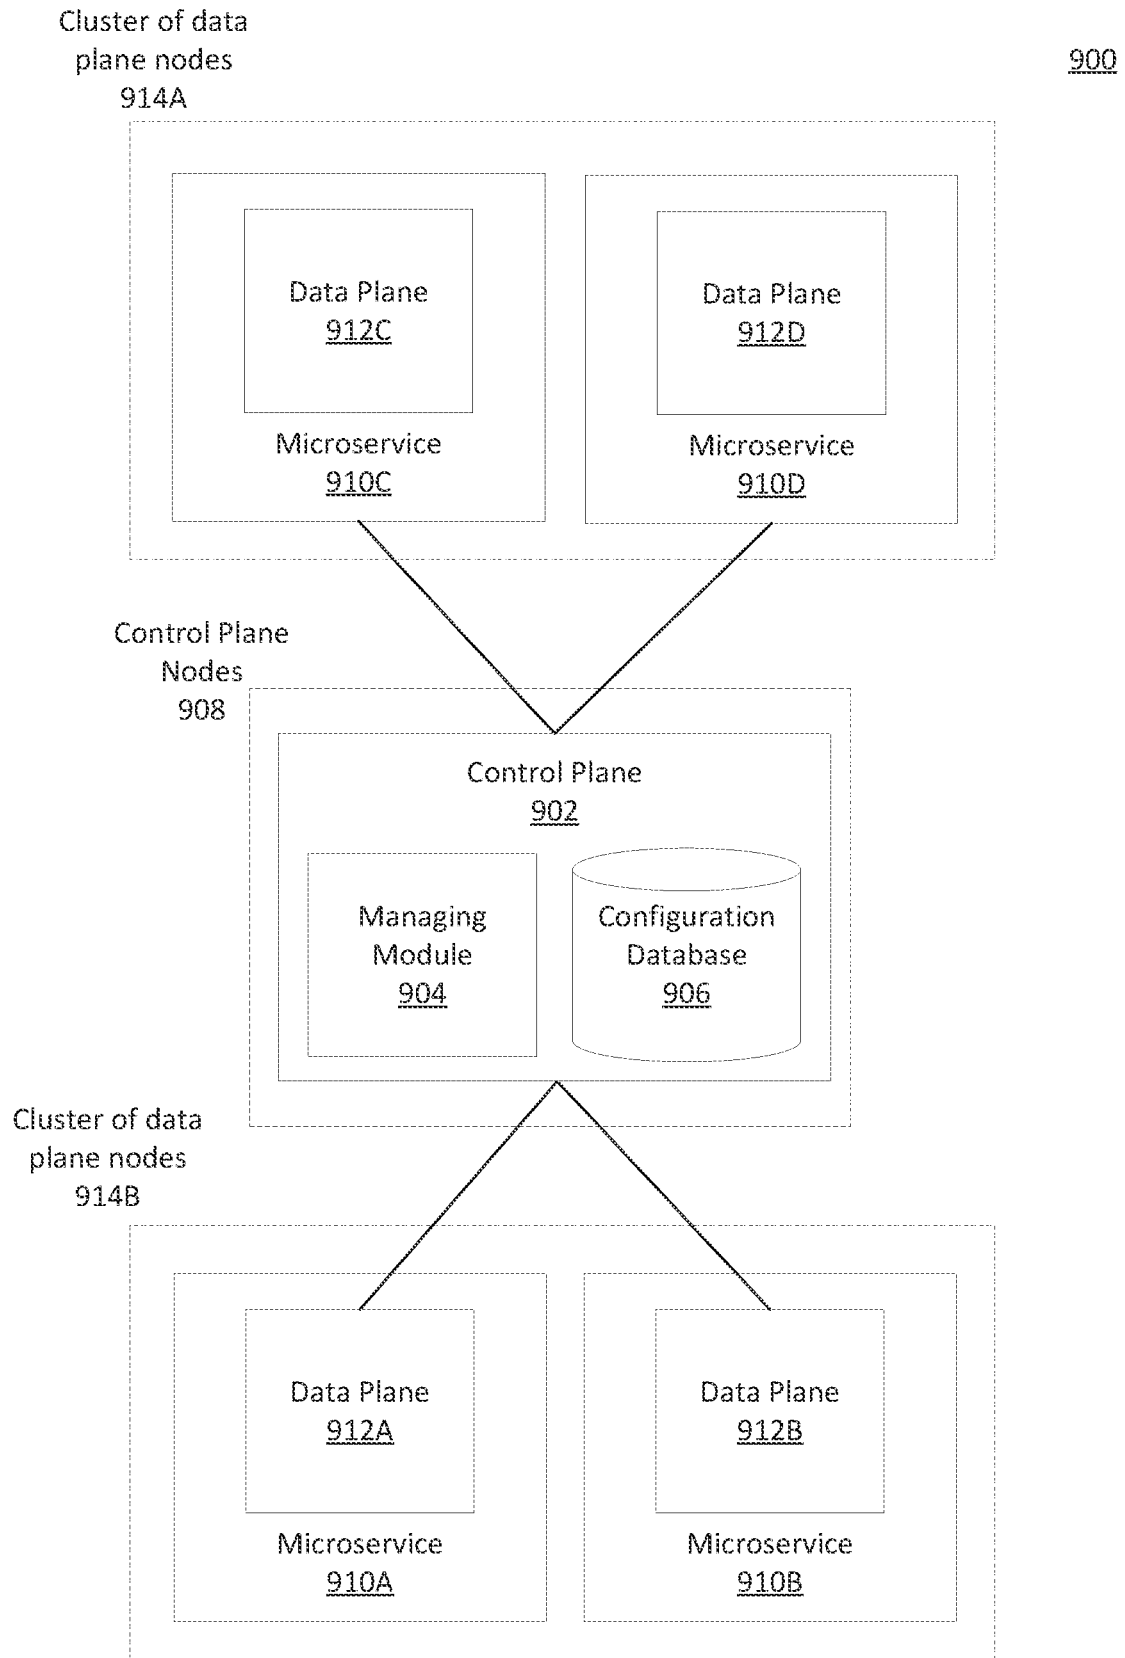 Cluster of data
plane nodes
914A
900
Data Plane
912C
Data Plane
912D
Microservice
910C
Microservice
910D
Control Plane
Nodes
908
Control Plane
902
Managing
Module
904
Configuration
Database
906
Cluster of data
plane nodes
914B
Data Plane
912A
Data Plane
912B
Microservice
910A
Microservice
910B